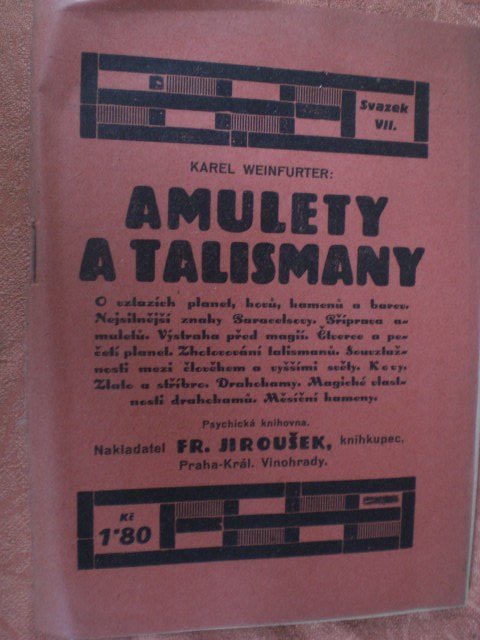 Svazek
VII.
KAREL WEINFURTER:
AMULETY
A TALISMANY
O vztazích planet, kovů, kamenů a barev.
Nejsilnější znaky Paracelsovy. Příprava a-
muletů. Výstraha před magií. Čtverce a pe-
četi planet. Zhotovování talismanů. Souvztaž-
nosti mezi člověkem a vyššími světy. Kovy.
Zlato a stříbro. Drahokamy. Magické vlast-
nosti drahokamů. Měsíční kameny.
Psychická knihovna.
Nakladatel FR. JIROUŠEK, knihkupec,
Praha-Král. Vinohrady.
Kč
1·80